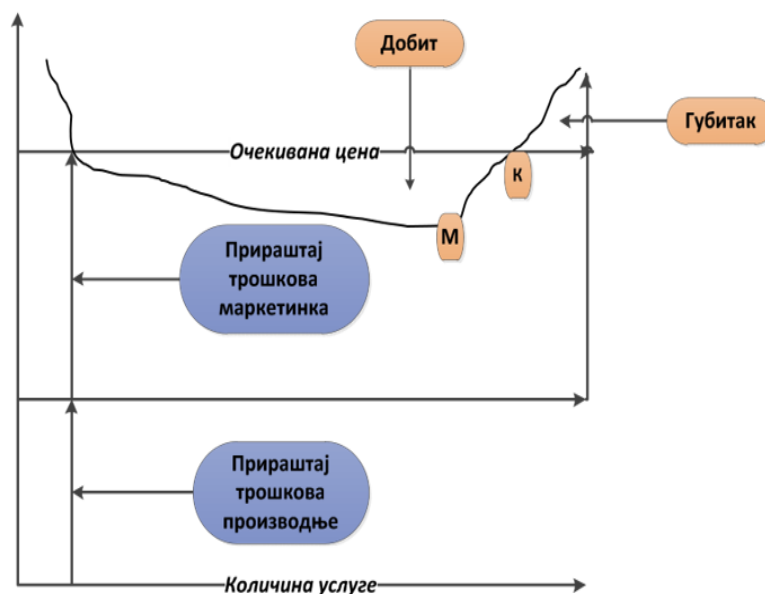 Добит
Губитак
Очекивана цена
К
М
Прираштај
трошкова
маркетинка
Прираштај
трошкова
производње
Количина услуге